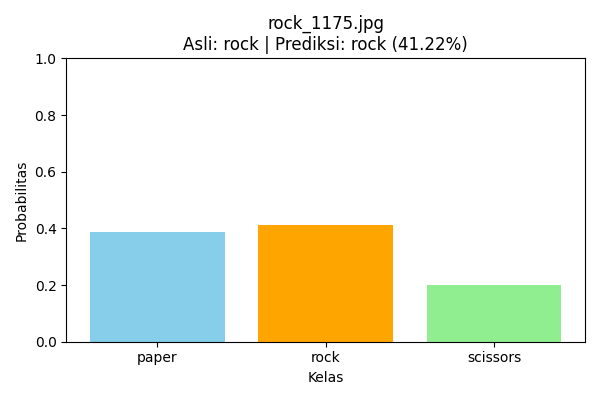 rock_1175.jpg
Asli: rock | Prediksi: rock (41.22%)
1.0
0.8
0.6
0.4
0.2
0.0
Probabilitas
paper
rock
scissors
Kelas